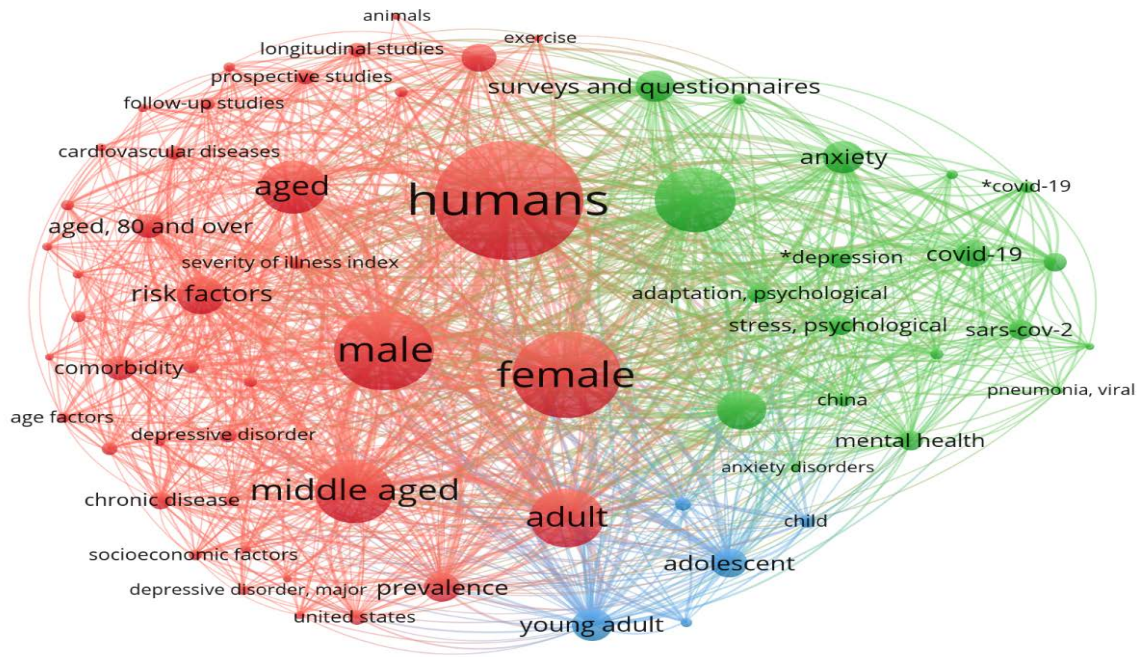 animals
exercise
longitudinal studies
prospective studies
surveys and questionnaires
follow-up studies
cardiovascular diseases
anxiety
aged
*covid-19
humans
aged, 80 and over
severity of illness index
*depression
covid-19
risk factors
adaptation, psychological
stress, psychological
sars-cov-2
male
comorbidity
female
pneumonia, viral
china
age factors
depressive disorder
mental health
anxiety disorders
middle aged
chronic disease
adult
child
socioeconomic factors
adolescent
depressive disorder, major
prevalence
united states
young adult